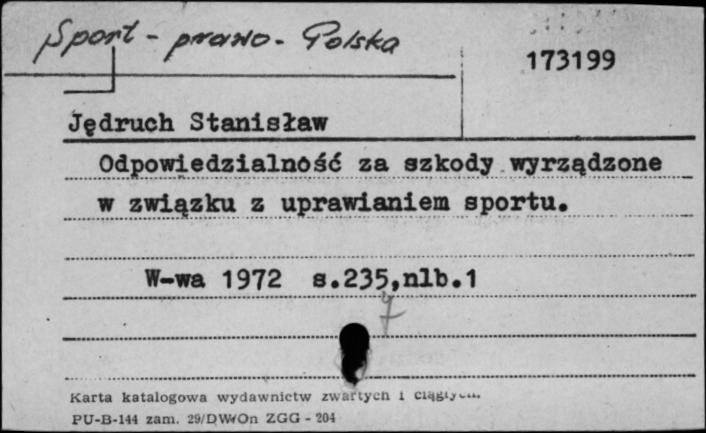 Sport - prawo - Polska
173199
Jędruch Stanisław
Odpowiedzialność za szkody wyrządzone
w związku z uprawianiem sportu.
W-wa 1972 s.235,nlb.1
Karta katalogowa wydawnictw zwartych i ciągłych.
PU-B-144 zam. 29/DWOn ZGG - 204